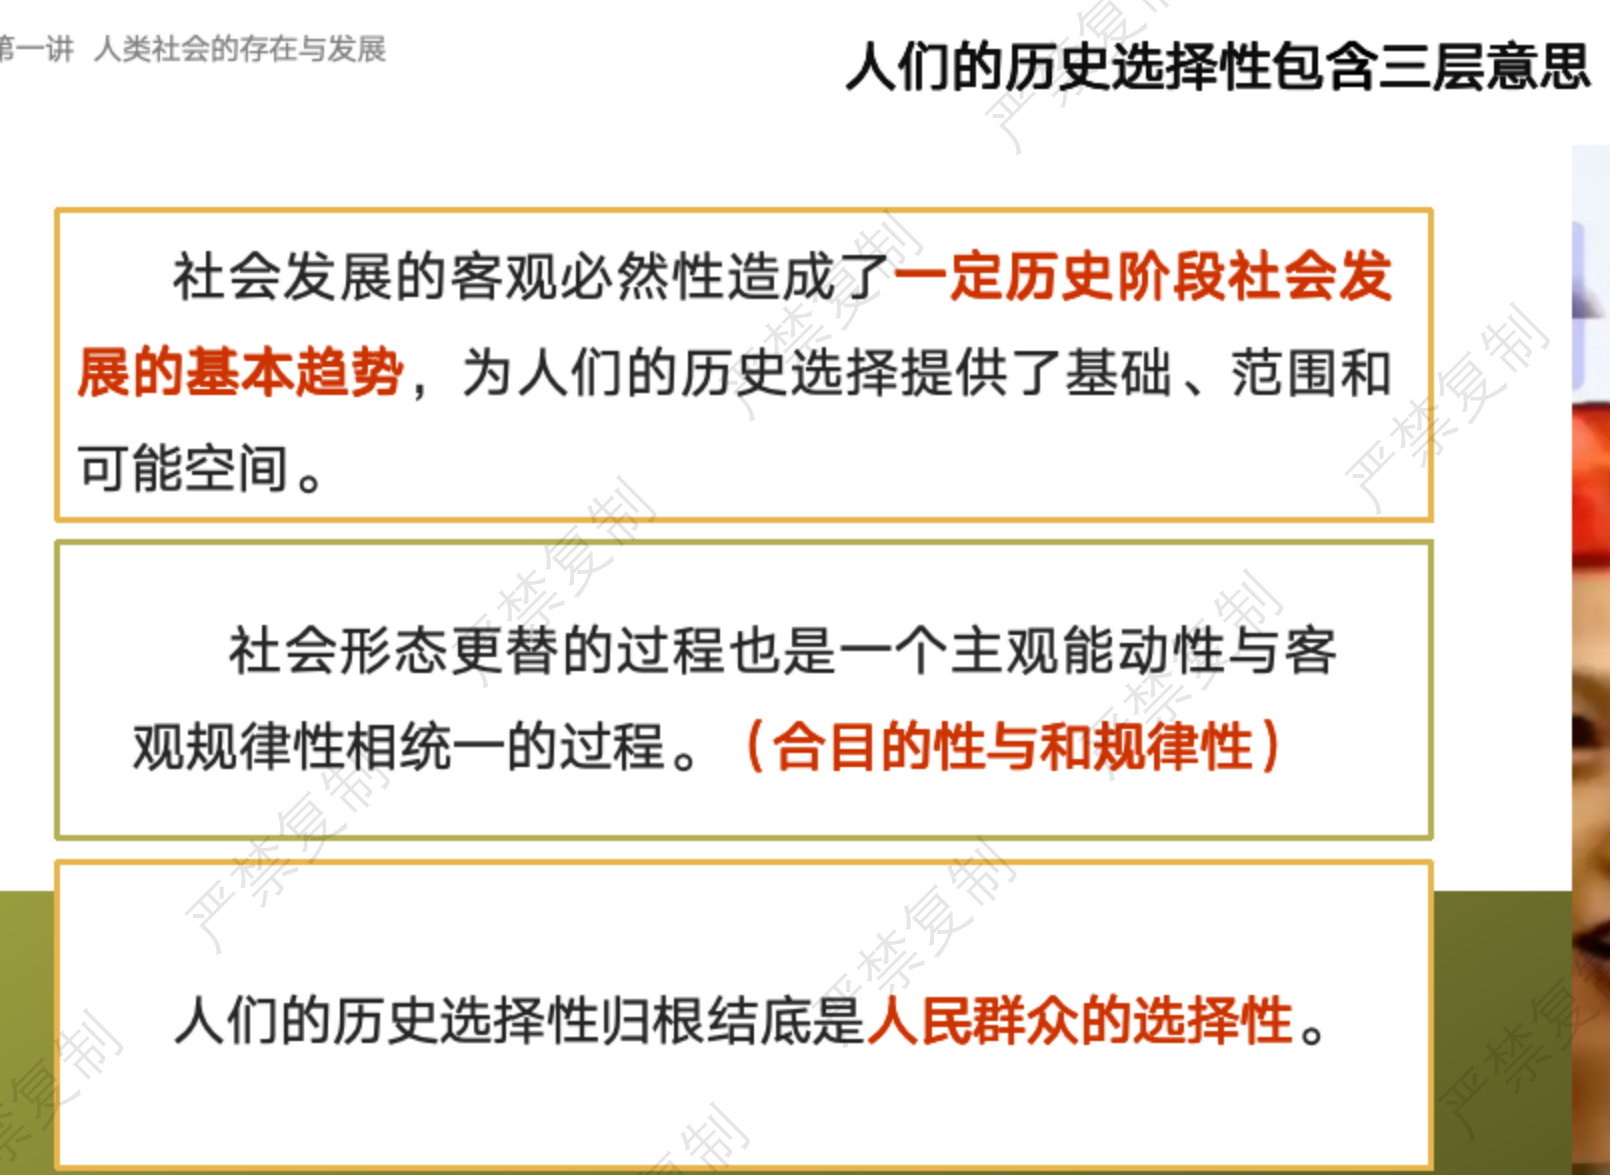 第一讲 人类社会的存在与发展
人们的历史选择性包含三层意思
社会发展的客观必然性造成了一定历史阶段社会发
展的基本趋势，为人们的历史选择提供了基础、范围和
可能空间。
社会形态更替的过程也是一个主观能动性与客
观规律性相统一的过程。（合目的性与和规律性）
人们的历史选择性归根结底是人民群众的选择性。
严禁复制
严禁复制
严禁复制
严禁复制
严禁复制
严禁复制
严禁复制
严禁复制
严禁复制
复制